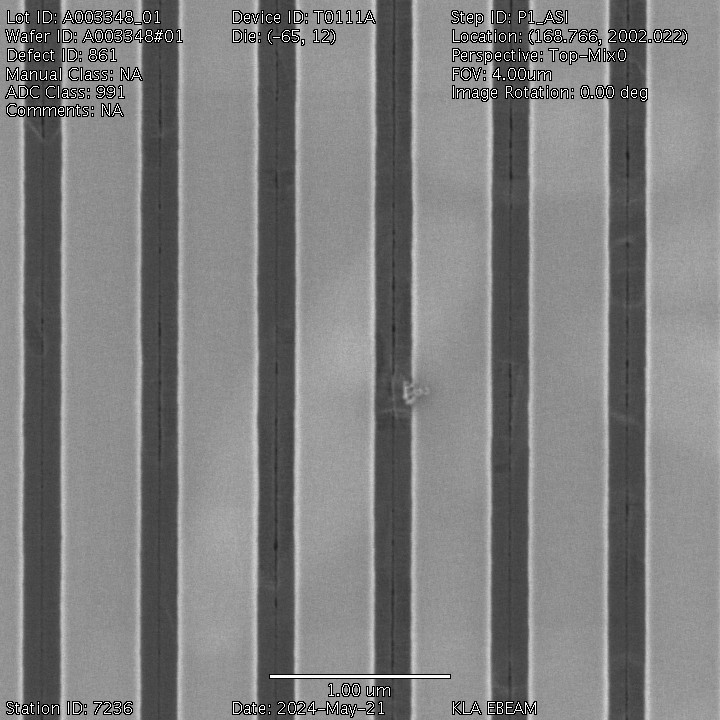 Lot ID: A003348_01 Device ID: T0111A Step ID: P1_ASI
Wafer ID: A003348#01 Die: (-65, 12) Location: (168.766, 2002.022)
Defect ID: 861 Perspective: Top-Mix0
Manual Class: NA FOV: 4.00um
ADC Class: 991 Image Rotation: 0.00 deg
Comments: NA
1.00 um
Station ID: 7236 Date: 2024-May-21 KLA EBEAM